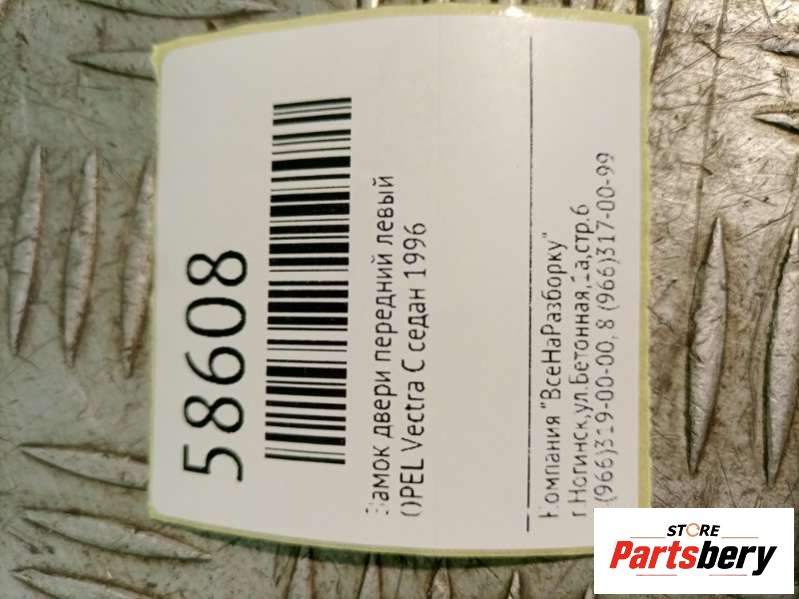 58608
Замок двери передний левый
OPEL Vectra C седан 1996
Компания "ВсеНаРазборку"
г.Ногинск,ул.Бетонная,1а,стр.6
(966)319-00-00, 8 (966)317-00-99
STORE
Partsbery